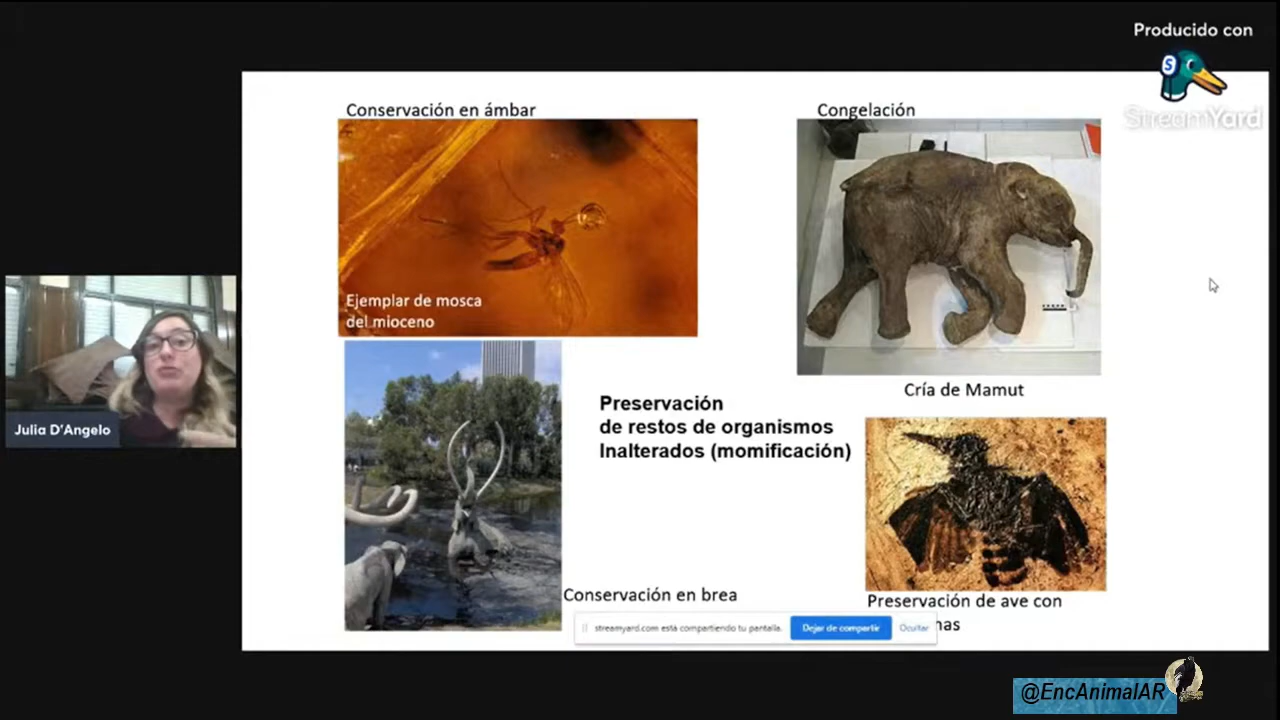 Producido con
StreamYard
Conservación en ámbar
Congelación
Ejemplar de mosca
del mioceno
Cría de Mamut
Preservación
de restos de organismos
Inalterados (momificación)
Julia D'Angelo
Conservación en brea
Preservación de ave con
nas
streamyard.com está compartiendo tu pantalla.
Dejar de compartir
Ocultar
@EncAnimalAR